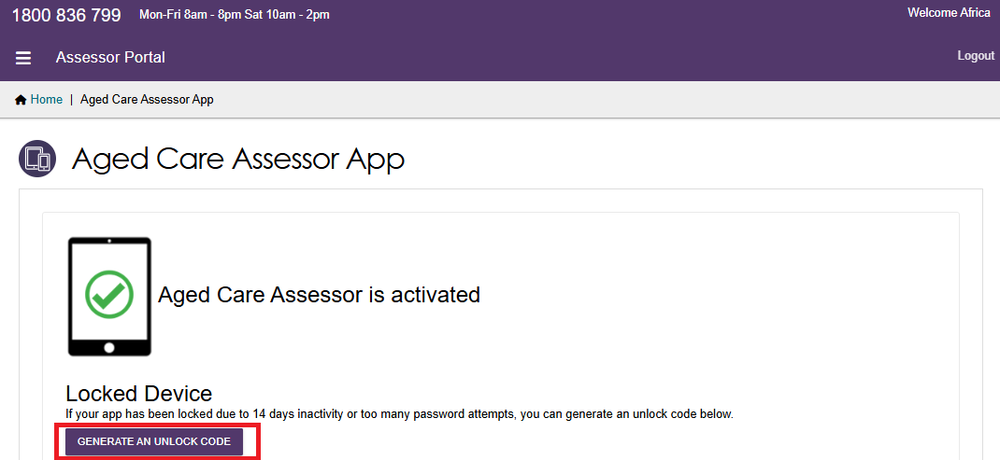 1800 836 799 Mon-Fri 8am - 8pm Sat 10am - 2pm Welcome Africa
Assessor Portal Logout
Home | Aged Care Assessor App
Aged Care Assessor App
Aged Care Assessor is activated
Locked Device
If your app has been locked due to 14 days inactivity or too many password attempts, you can generate an unlock code below.
GENERATE AN UNLOCK CODE